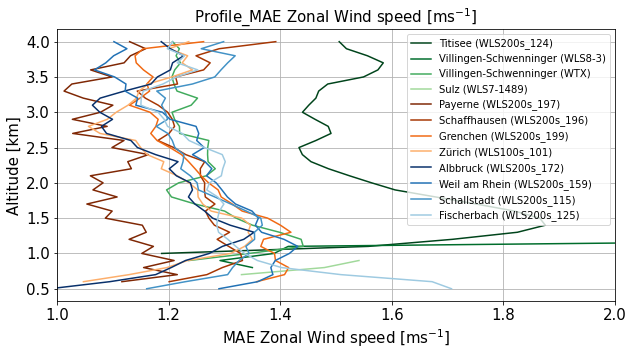 Profile_MAE Zonal Wind speed [ms⁻¹]
Altitude [km]
4.0
3.5
3.0
2.5
2.0
1.5
1.0
0.5
Titisee (WLS200s_124)
Villingen-Schwenninger (WLS8-3)
Villingen-Schwenninger (WTX)
Sulz (WLS7-1489)
Payerne (WLS200s_197)
Schaffhausen (WLS200s_196)
Grenchen (WLS200s_199)
Zürich (WLS100s_101)
Albbruck (WLS200s_172)
Weil am Rhein (WLS200s_159)
Schallstadt (WLS200s_115)
Fischerbach (WLS200s_125)
1.0 1.2 1.4 1.6 1.8 2.0
MAE Zonal Wind speed [ms⁻¹]